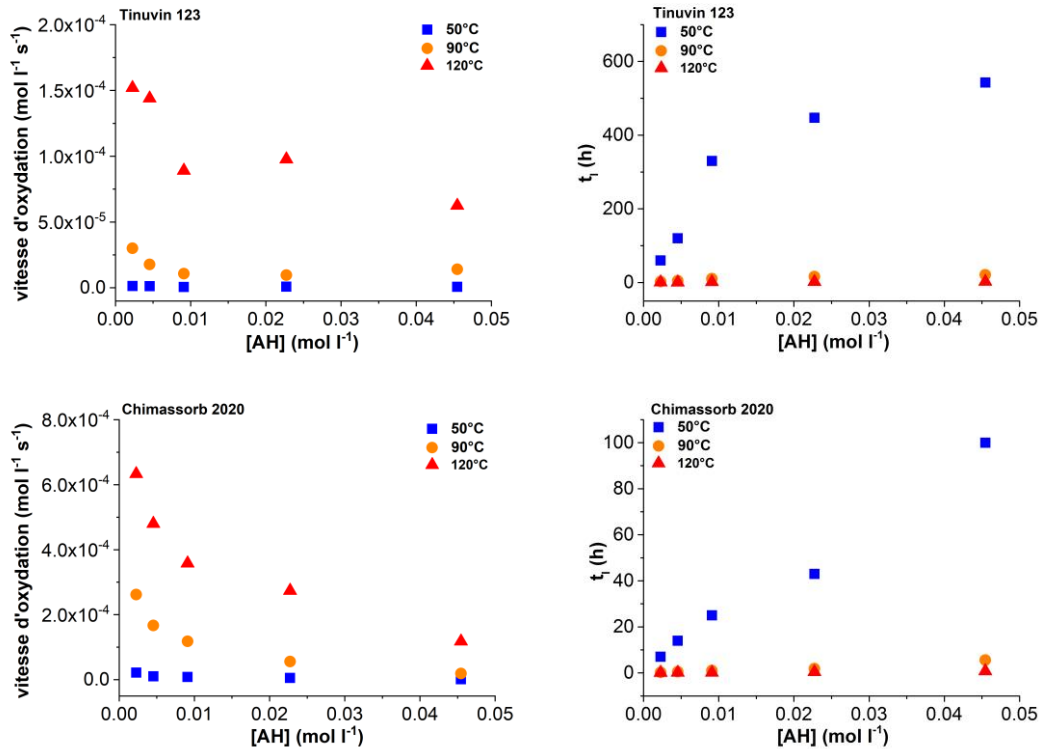 Tinuvin 123
2.0x10⁻⁴
1.5x10⁻⁴
1.0x10⁻⁴
5.0x10⁻⁵
0.0
vitesse d'oxydation (mol l⁻¹ s⁻¹)
50°C
90°C
120°C
0.00 0.01 0.02 0.03 0.04 0.05
[AH] (mol l⁻¹)
Tinuvin 123
50°C
90°C
120°C
600
400
200
0
tᵢ (h)
0.00 0.01 0.02 0.03 0.04 0.05
[AH] (mol l⁻¹)
Chimassorb 2020
8.0x10⁻⁴
6.0x10⁻⁴
4.0x10⁻⁴
2.0x10⁻⁴
0.0
vitesse d'oxydation (mol l⁻¹ s⁻¹)
50°C
90°C
120°C
0.00 0.01 0.02 0.03 0.04 0.05
[AH] (mol l⁻¹)
Chimassorb 2020
50°C
90°C
120°C
100
80
60
40
20
0
tᵢ (h)
0.00 0.01 0.02 0.03 0.04 0.05
[AH] (mol l⁻¹)